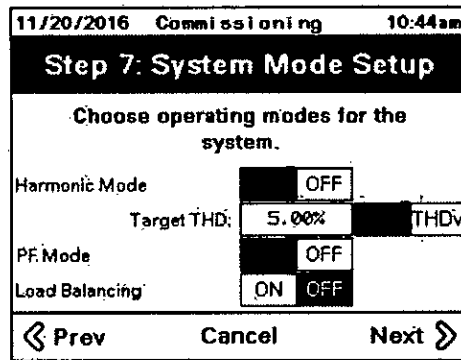 11/20/2016 Commissioning 10:44am
Step 7: System Mode Setup
Choose operating modes for the
system.
Harmonic Mode OFF
Target THD: 5.00% THDv
PF Mode OFF
Load Balancing ON OFF
Prev Cancel Next